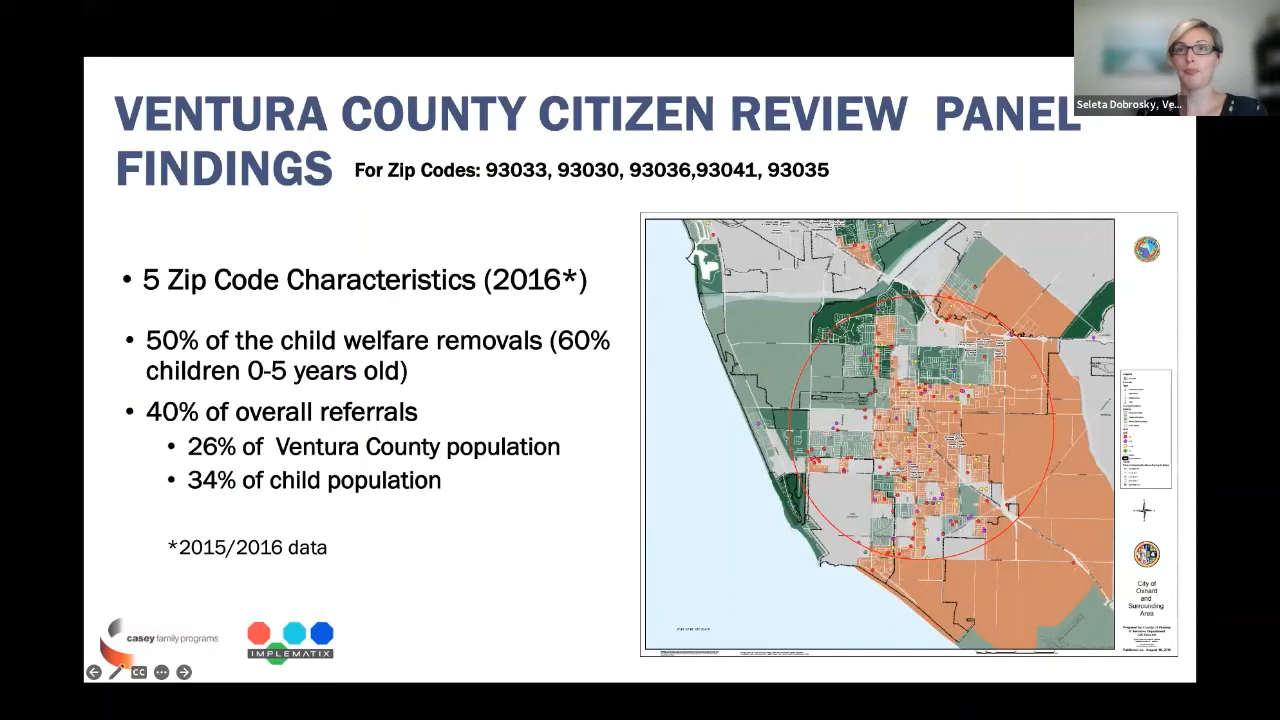 Seleta Dobrosky, Ve...
VENTURA COUNTY CITIZEN REVIEW PANEL
FINDINGS For Zip Codes: 93033, 93030, 93036,93041, 93035
• 5 Zip Code Characteristics (2016*)
• 50% of the child welfare removals (60%
children 0-5 years old)
• 40% of overall referrals
• 26% of Ventura County population
• 34% of child population
*2015/2016 data
casey family programs
IMPLEMATIX
CC
PACIFIC OCEAN
City of
Oxnard
and
Surrounding
Area